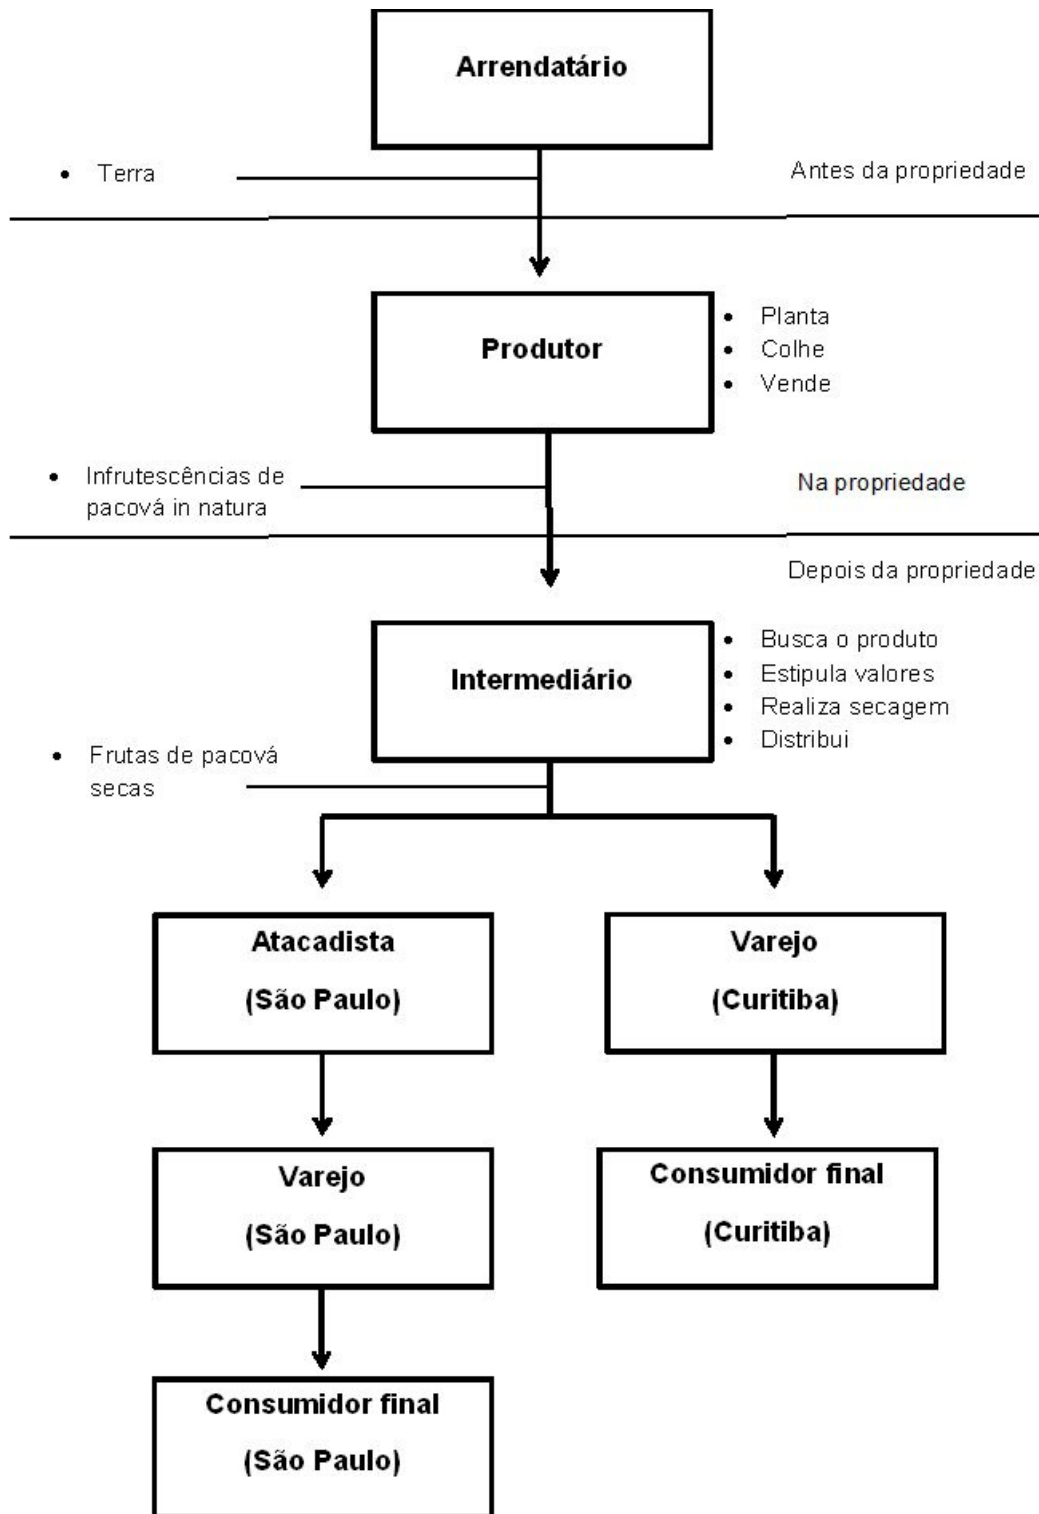 Arrendatário
• Terra
Antes da propriedade
Produtor
• Planta
• Colhe
• Vende
• Infrutescências de
pacová in natura
Na propriedade
Depois da propriedade
Intermediário
• Busca o produto
• Estipula valores
• Realiza secagem
• Distribui
• Frutas de pacová
secas
Atacadista
(São Paulo)
Varejo
(Curitiba)
Varejo
(São Paulo)
Consumidor final
(Curitiba)
Consumidor final
(São Paulo)